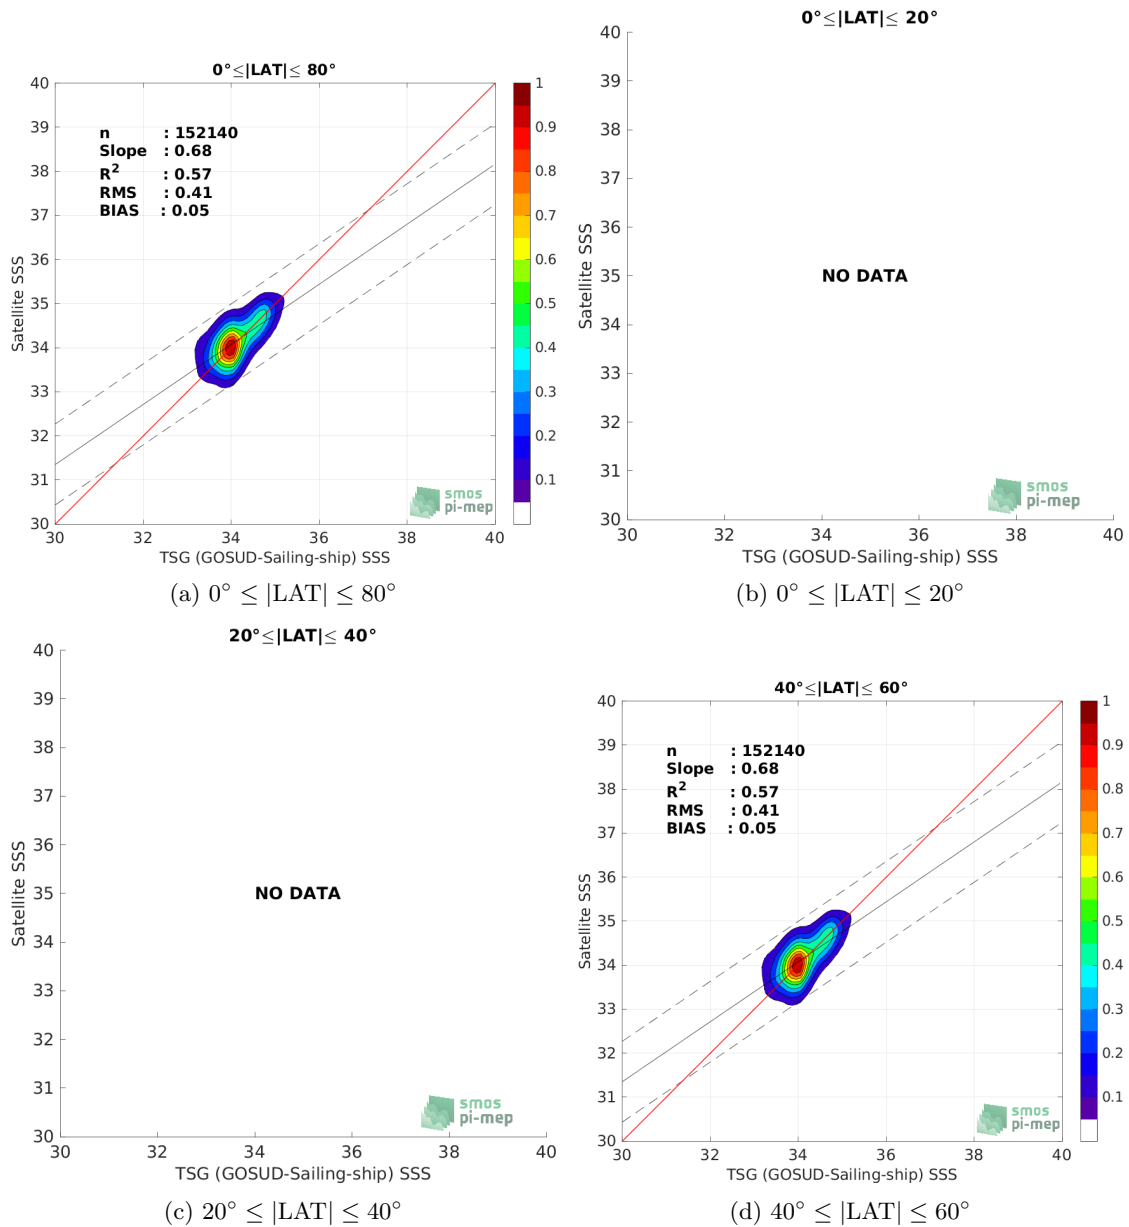 0°≤|LAT|≤ 80°
40
39
38
37
36
35
34
33
32
31
30
Satellite SSS
n : 152140
Slope : 0.68
R² : 0.57
RMS : 0.41
BIAS : 0.05
smos
pi-mep
30 32 34 36 38 40
TSG (GOSUD-Sailing-ship) SSS
1
0.9
0.8
0.7
0.6
0.5
0.4
0.3
0.2
0.1
(a) 0° ≤ |LAT| ≤ 80°
0°≤|LAT|≤ 20°
40
39
38
37
36
35
34
33
32
31
30
Satellite SSS
NO DATA
smos
pi-mep
30 32 34 36 38 40
TSG (GOSUD-Sailing-ship) SSS
(b) 0° ≤ |LAT| ≤ 20°
20°≤|LAT|≤ 40°
40
39
38
37
36
35
34
33
32
31
30
Satellite SSS
NO DATA
smos
pi-mep
30 32 34 36 38 40
TSG (GOSUD-Sailing-ship) SSS
(c) 20° ≤ |LAT| ≤ 40°
40°≤|LAT|≤ 60°
40
39
38
37
36
35
34
33
32
31
30
Satellite SSS
n : 152140
Slope : 0.68
R² : 0.57
RMS : 0.41
BIAS : 0.05
smos
pi-mep
30 32 34 36 38 40
TSG (GOSUD-Sailing-ship) SSS
1
0.9
0.8
0.7
0.6
0.5
0.4
0.3
0.2
0.1
(d) 40° ≤ |LAT| ≤ 60°